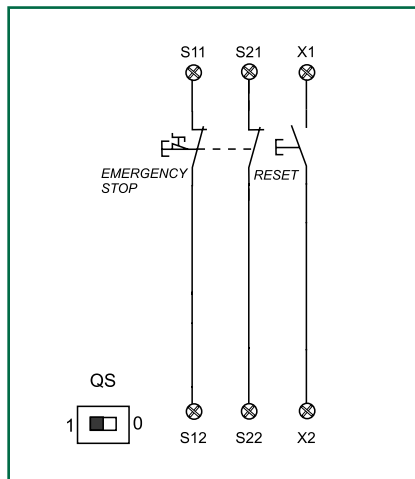 S11 S21 X1
EMERGENCY
STOP
RESET
QS
1 0
S12 S22 X2